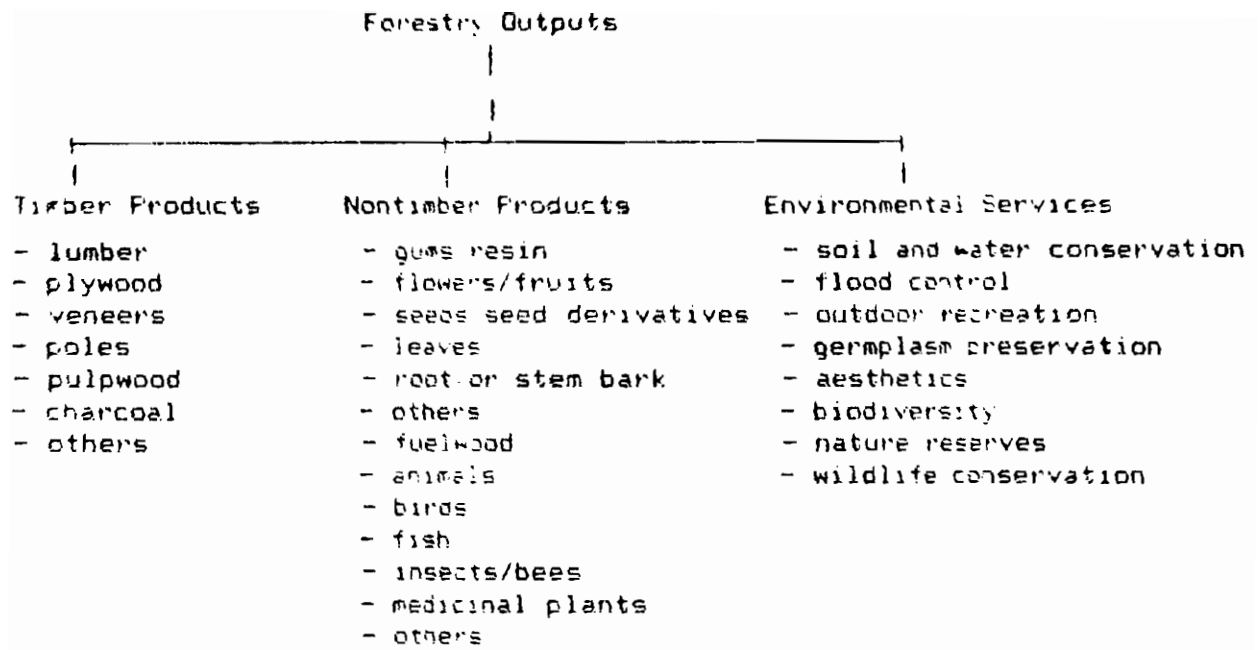 Forestry Outputs
Timber Products
- lumber
- plywood
- veneers
- poles
- pulpwood
- charcoal
- others
Nontimber Products
- gums resin
- flowers/fruits
- seeds seed derivatives
- leaves
- root or stem bark
- others
- fuelwood
- animals
- birds
- fish
- insects/bees
- medicinal plants
- others
Environmental Services
- soil and water conservation
- flood control
- outdoor recreation
- germplasm preservation
- aesthetics
- biodiversity
- nature reserves
- wildlife conservation